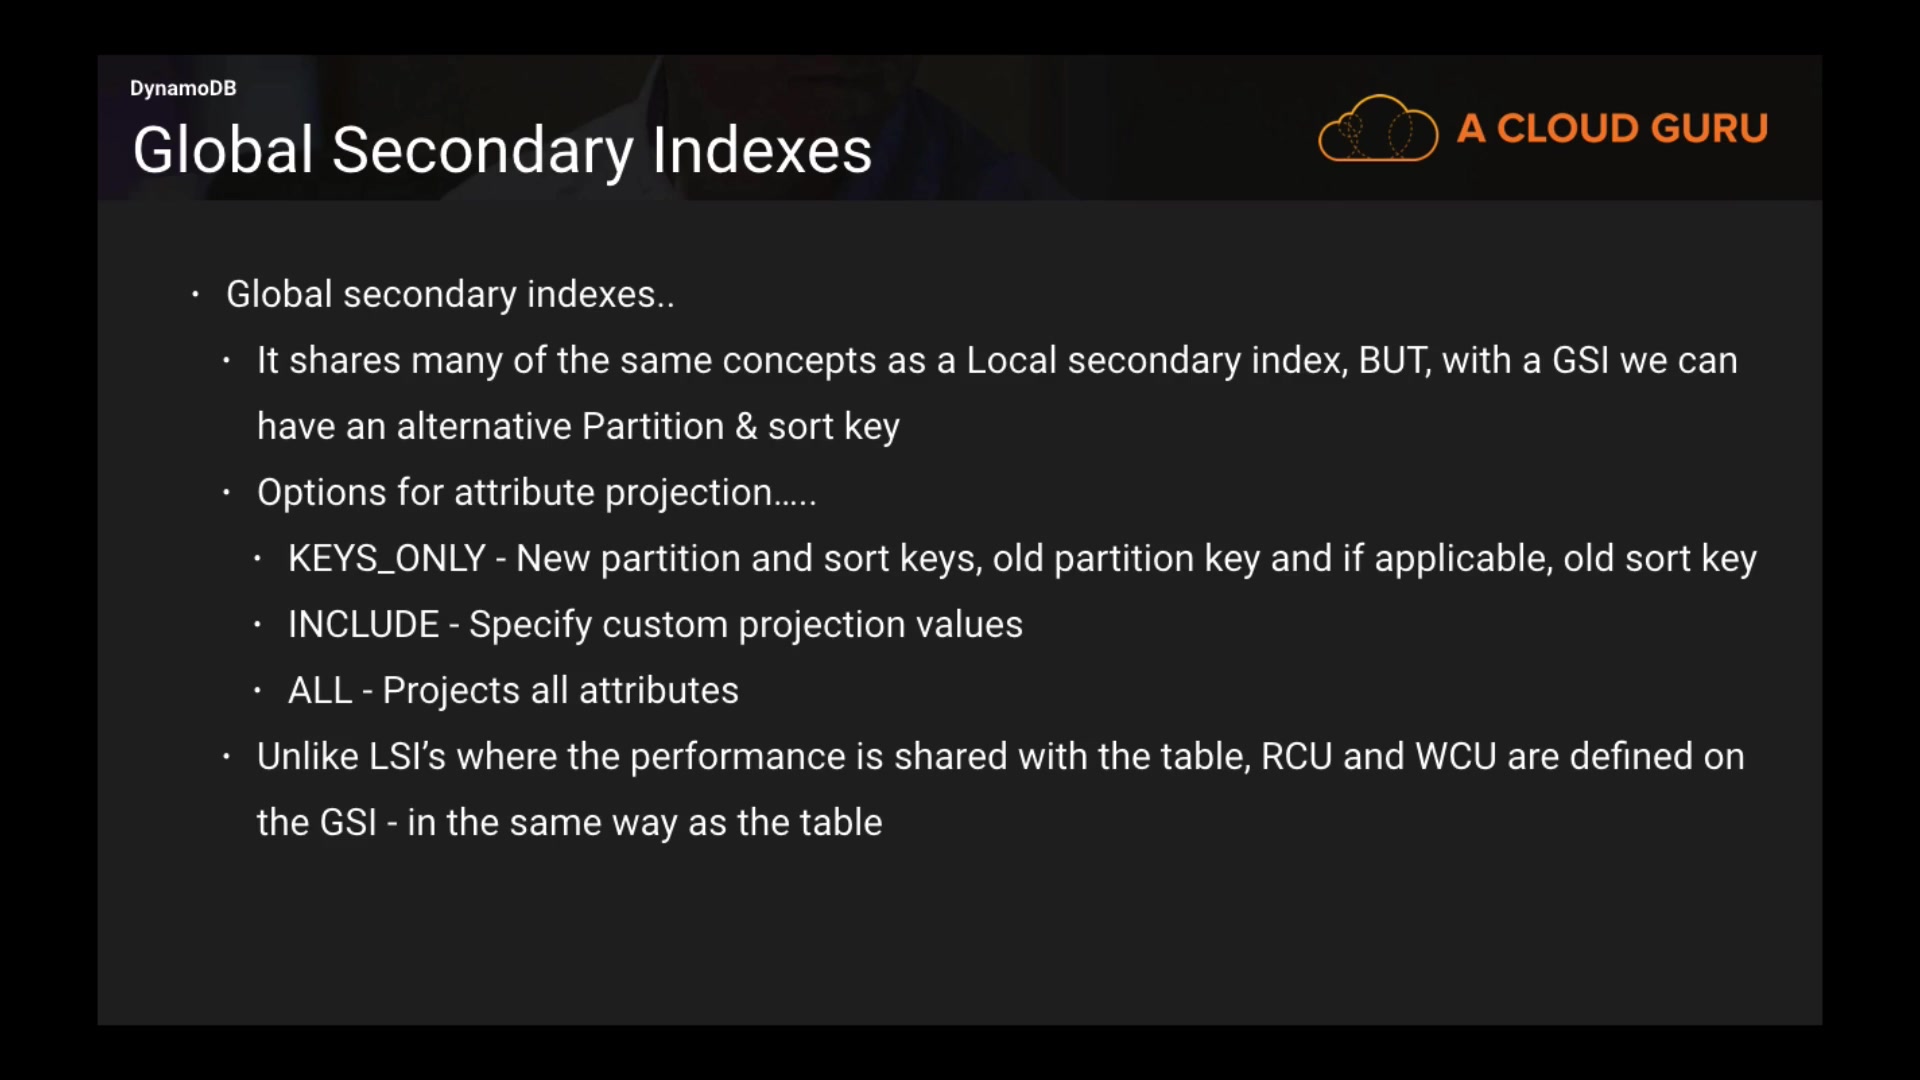 DynamoDB
Global Secondary Indexes
A CLOUD GURU
· Global secondary indexes..
· It shares many of the same concepts as a Local secondary index, BUT, with a GSI we can
have an alternative Partition & sort key
· Options for attribute projection.....
· KEYS_ONLY - New partition and sort keys, old partition key and if applicable, old sort key
· INCLUDE - Specify custom projection values
· ALL - Projects all attributes
· Unlike LSI’s where the performance is shared with the table, RCU and WCU are defined on
the GSI - in the same way as the table